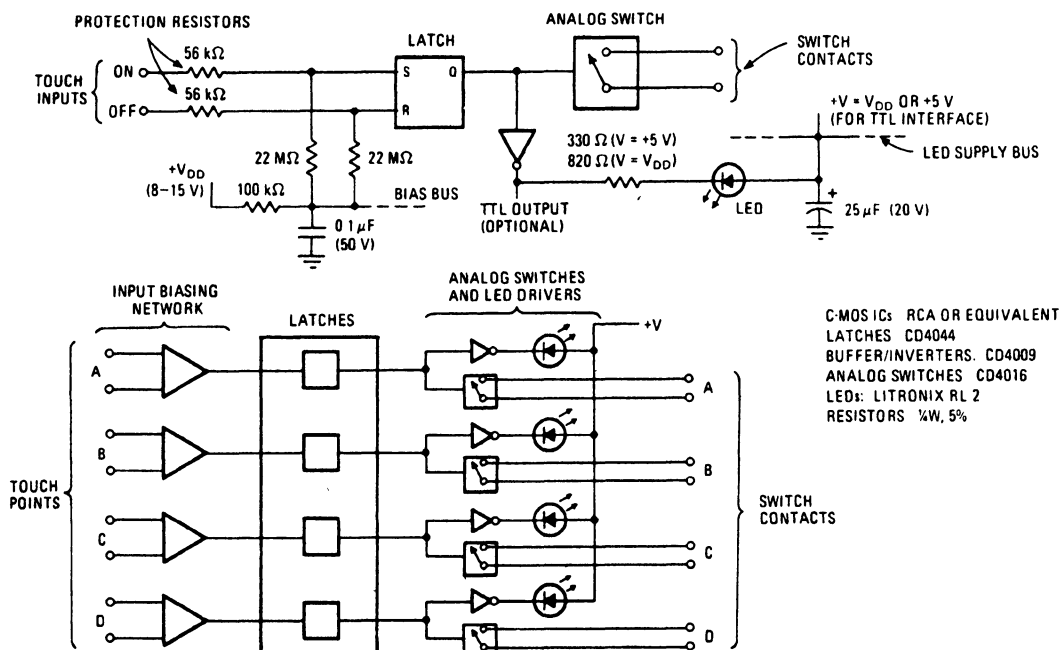 PROTECTION RESISTORS
ANALOG SWITCH
56 kΩ
LATCH
SWITCH
CONTACTS
TOUCH
INPUTS
ON
S
Q
56 kΩ
OFF
R
+V = VDD OR +5 V
(FOR TTL INTERFACE)
330 Ω (V = +5 V)
820 Ω (V = VDD)
LED SUPPLY BUS
22 MΩ
22 MΩ
+VDD
(8-15 V)
100 kΩ
BIAS BUS
LED
+
0 1 µF
(50 V)
TTL OUTPUT
(OPTIONAL)
25 µF (20 V)
INPUT BIASING
NETWORK
ANALOG SWITCHES
AND LED DRIVERS
LATCHES
+V
C-MOS ICs RCA OR EQUIVALENT
LATCHES CD4044
BUFFER/INVERTERS. CD4009
ANALOG SWITCHES CD4016
LEDs: LITRONIX RL 2
RESISTORS ¼W, 5%
A
A
B
B
TOUCH
POINTS
SWITCH
CONTACTS
C
C
D
D